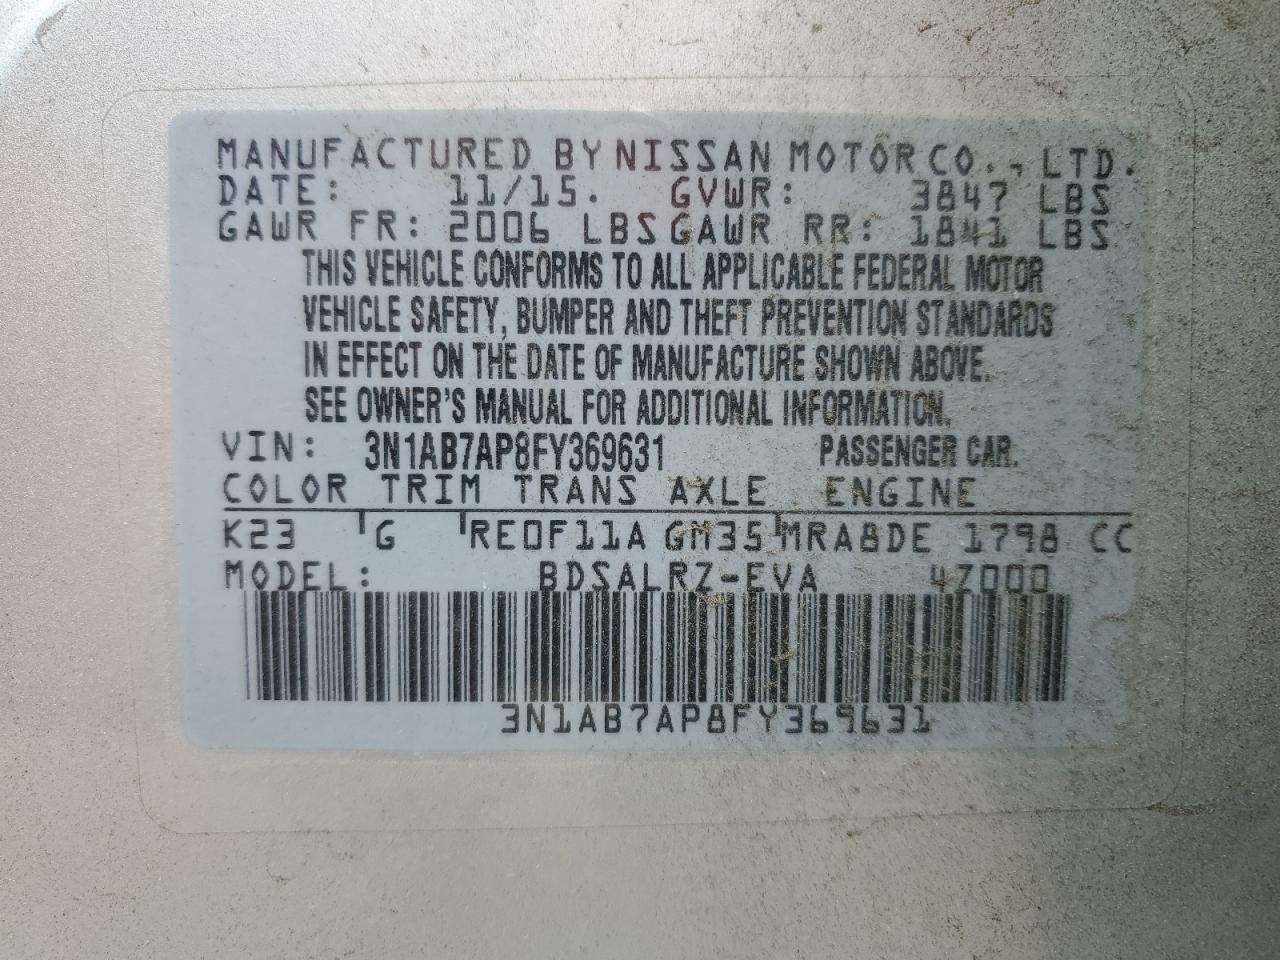 MANUFACTURED BY NISSAN MOTOR CO., LTD.
DATE: 11/15. GVWR: 3847 LBS
GAWR FR: 2006 LBS GAWR RR: 1841 LBS
THIS VEHICLE CONFORMS TO ALL APPLICABLE FEDERAL MOTOR
VEHICLE SAFETY, BUMPER AND THEFT PREVENTION STANDARDS
IN EFFECT ON THE DATE OF MANUFACTURE SHOWN ABOVE.
SEE OWNER'S MANUAL FOR ADDITIONAL INFORMATION.
VIN: 3N1AB7AP8FY369631 PASSENGER CAR.
COLOR TRIM TRANS AXLE ENGINE
K23 G RE0F11A GM35 MRA8DE 1798 CC
MODEL: BDSALRZ-EVA 4Z000
3N1AB7AP8FY369631